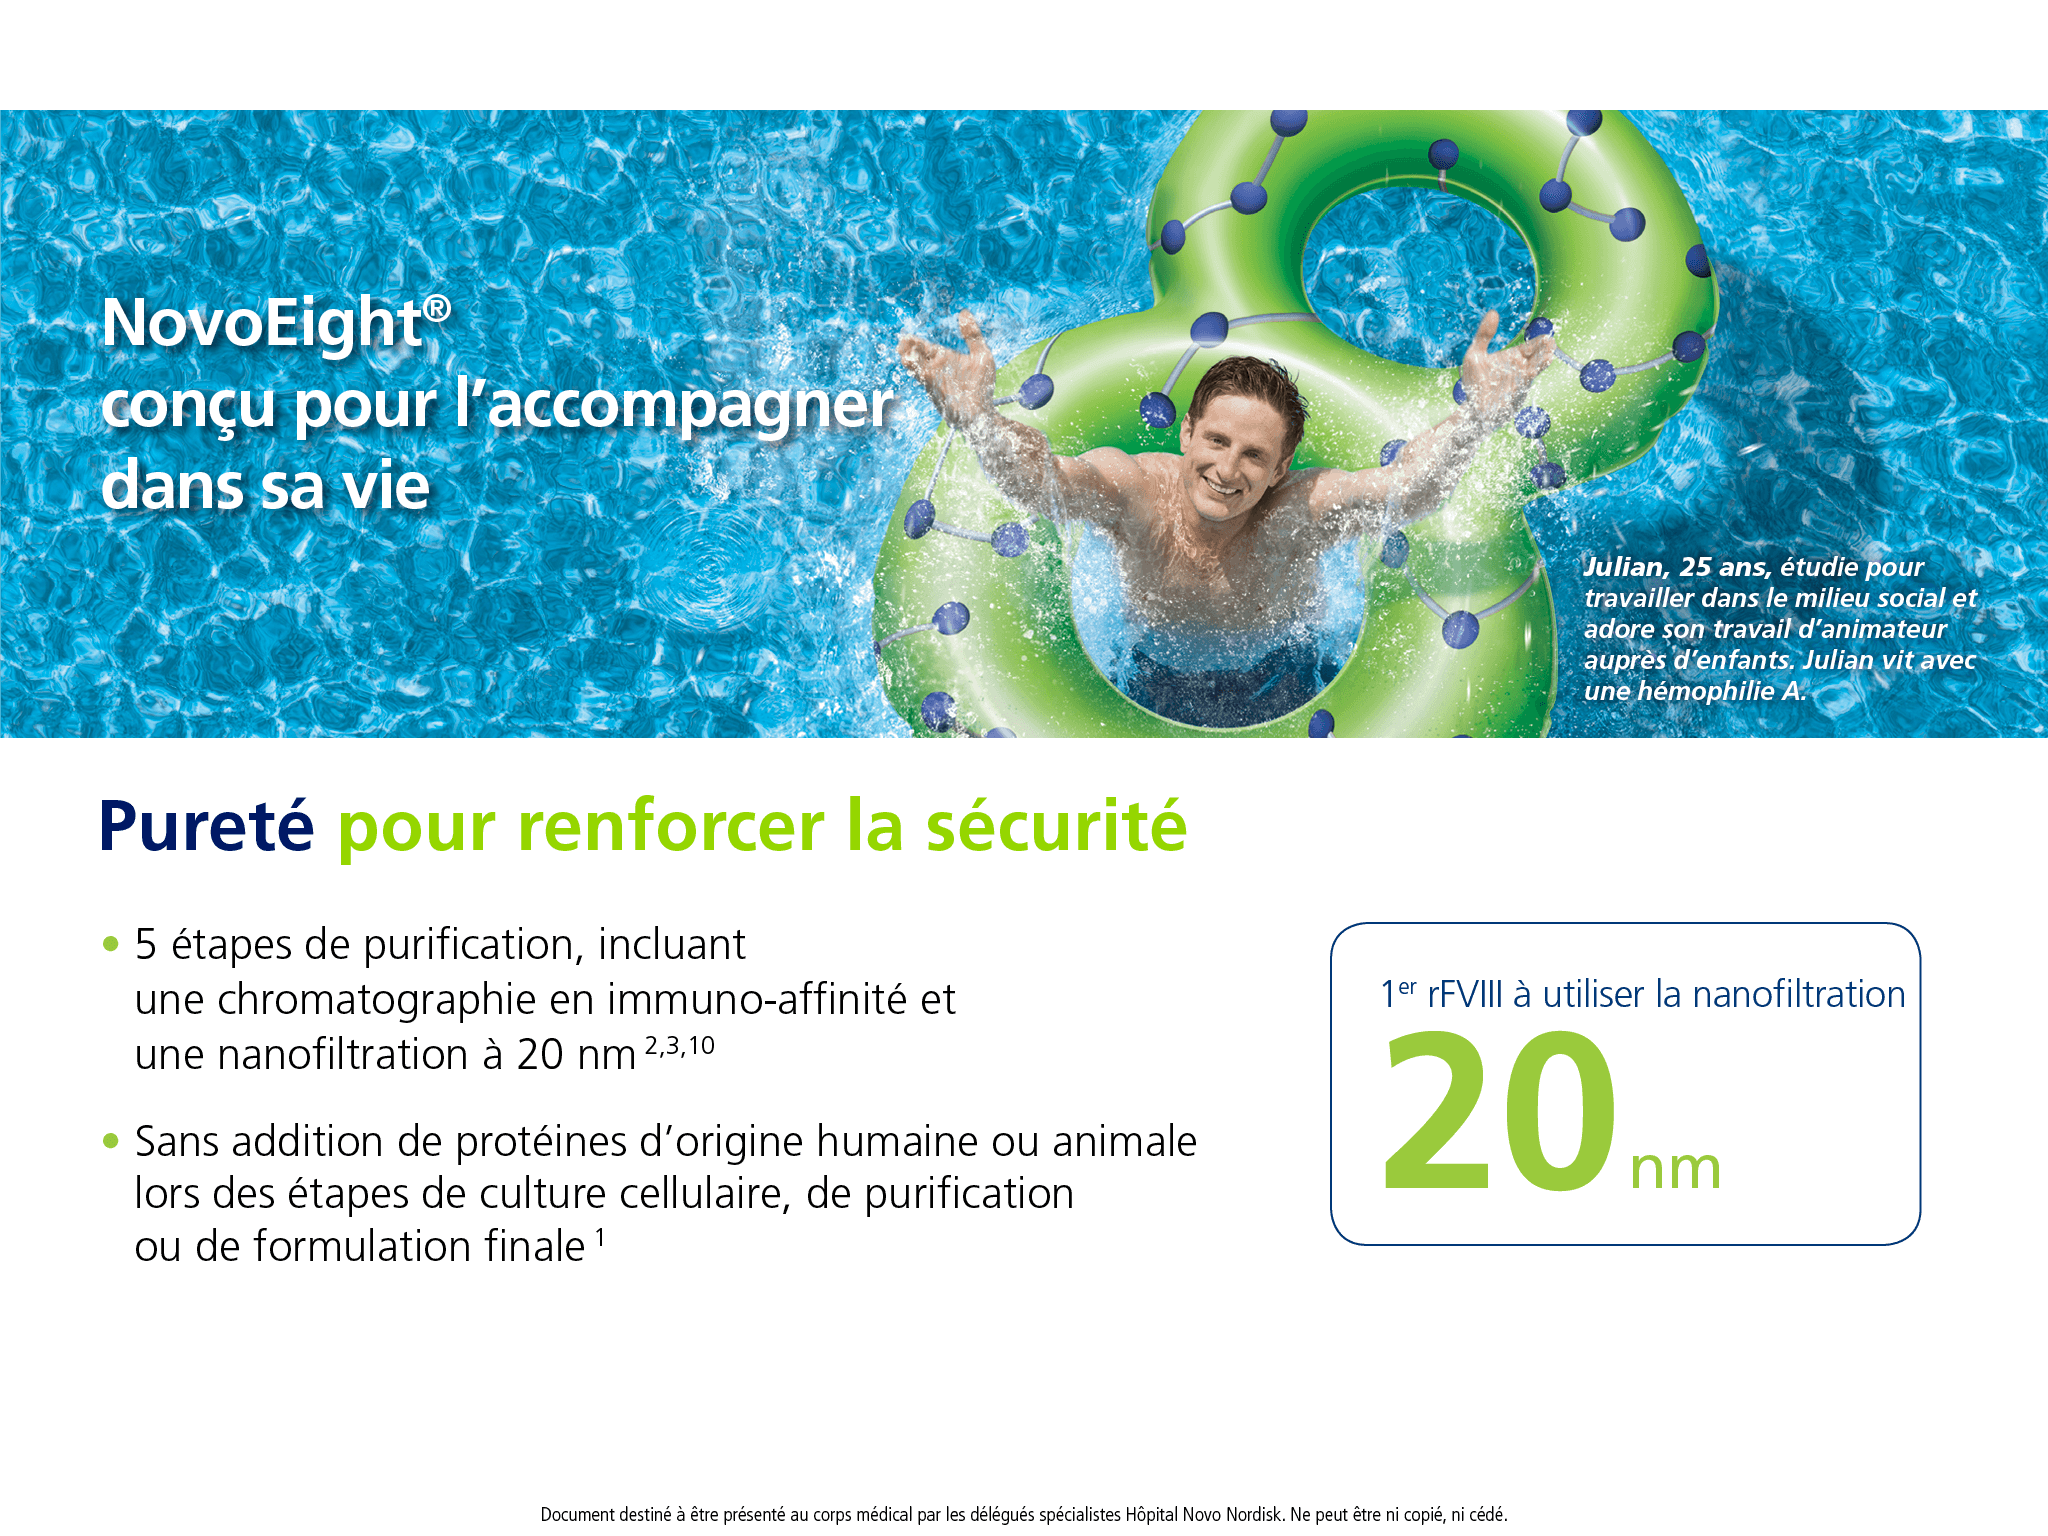 NovoEight®
conçu pour l’accompagner
dans sa vie
Julian, 25 ans, étudie pour
travailler dans le milieu social et
adore son travail d’animateur
auprès d’enfants. Julian vit avec
une hémophilie A.
Pureté pour renforcer la sécurité
• 5 étapes de purification, incluant
une chromatographie en immuno-affinité et
une nanofiltration à 20 nm 2,3,10
• Sans addition de protéines d’origine humaine ou animale
lors des étapes de culture cellulaire, de purification
ou de formulation finale 1
1er rFVIII à utiliser la nanofiltration
20 nm
Document destiné à être présenté au corps médical par les délégués spécialistes Hôpital Novo Nordisk. Ne peut être ni copié, ni cédé.